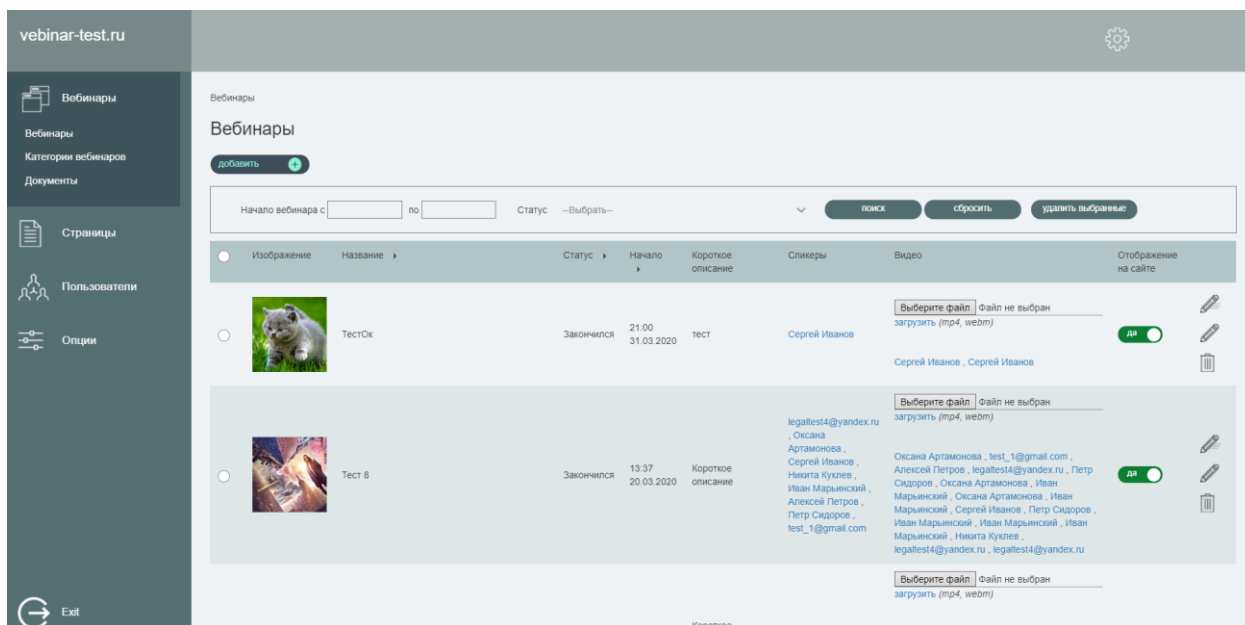 vebinar-test.ru
Вебинары
Вебинары
Категории вебинаров
Документы
Страницы
Пользователи
Опции
Exit
Вебинары
Вебинары
добавить
Начало вебинара с по Статус --Выбрать-- поиск сбросить удалить выбранные
Изображение Название Статус Начало Короткое описание Спикеры Видео Отображение на сайте
ТестОк
Закончился
21:00
31.03.2020
тест
Сергей Иванов
Выберите файл Файл не выбран
загрузить (mp4, webm)
Сергей Иванов , Сергей Иванов
да
Тест 8
Закончился
13:37
20.03.2020
Короткое
описание
legaltest4@yandex.ru
, Оксана
Артамонова ,
Сергей Иванов ,
Никита Куклев ,
Иван Марьинский ,
Алексей Петров ,
Петр Сидоров ,
test_1@gmail.com
Выберите файл Файл не выбран
загрузить (mp4, webm)
Оксана Артамонова , test_1@gmail.com ,
Алексей Петров , legaltest4@yandex.ru , Петр
Сидоров , Оксана Артамонова , Иван
Марьинский , Оксана Артамонова , Иван
Марьинский , Сергей Иванов , Петр Сидоров ,
Иван Марьинский , Иван Марьинский , Иван
Марьинский , Никита Куклев ,
legaltest4@yandex.ru , legaltest4@yandex.ru
да
Выберите файл Файл не выбран
загрузить (mp4, webm)
Короткое